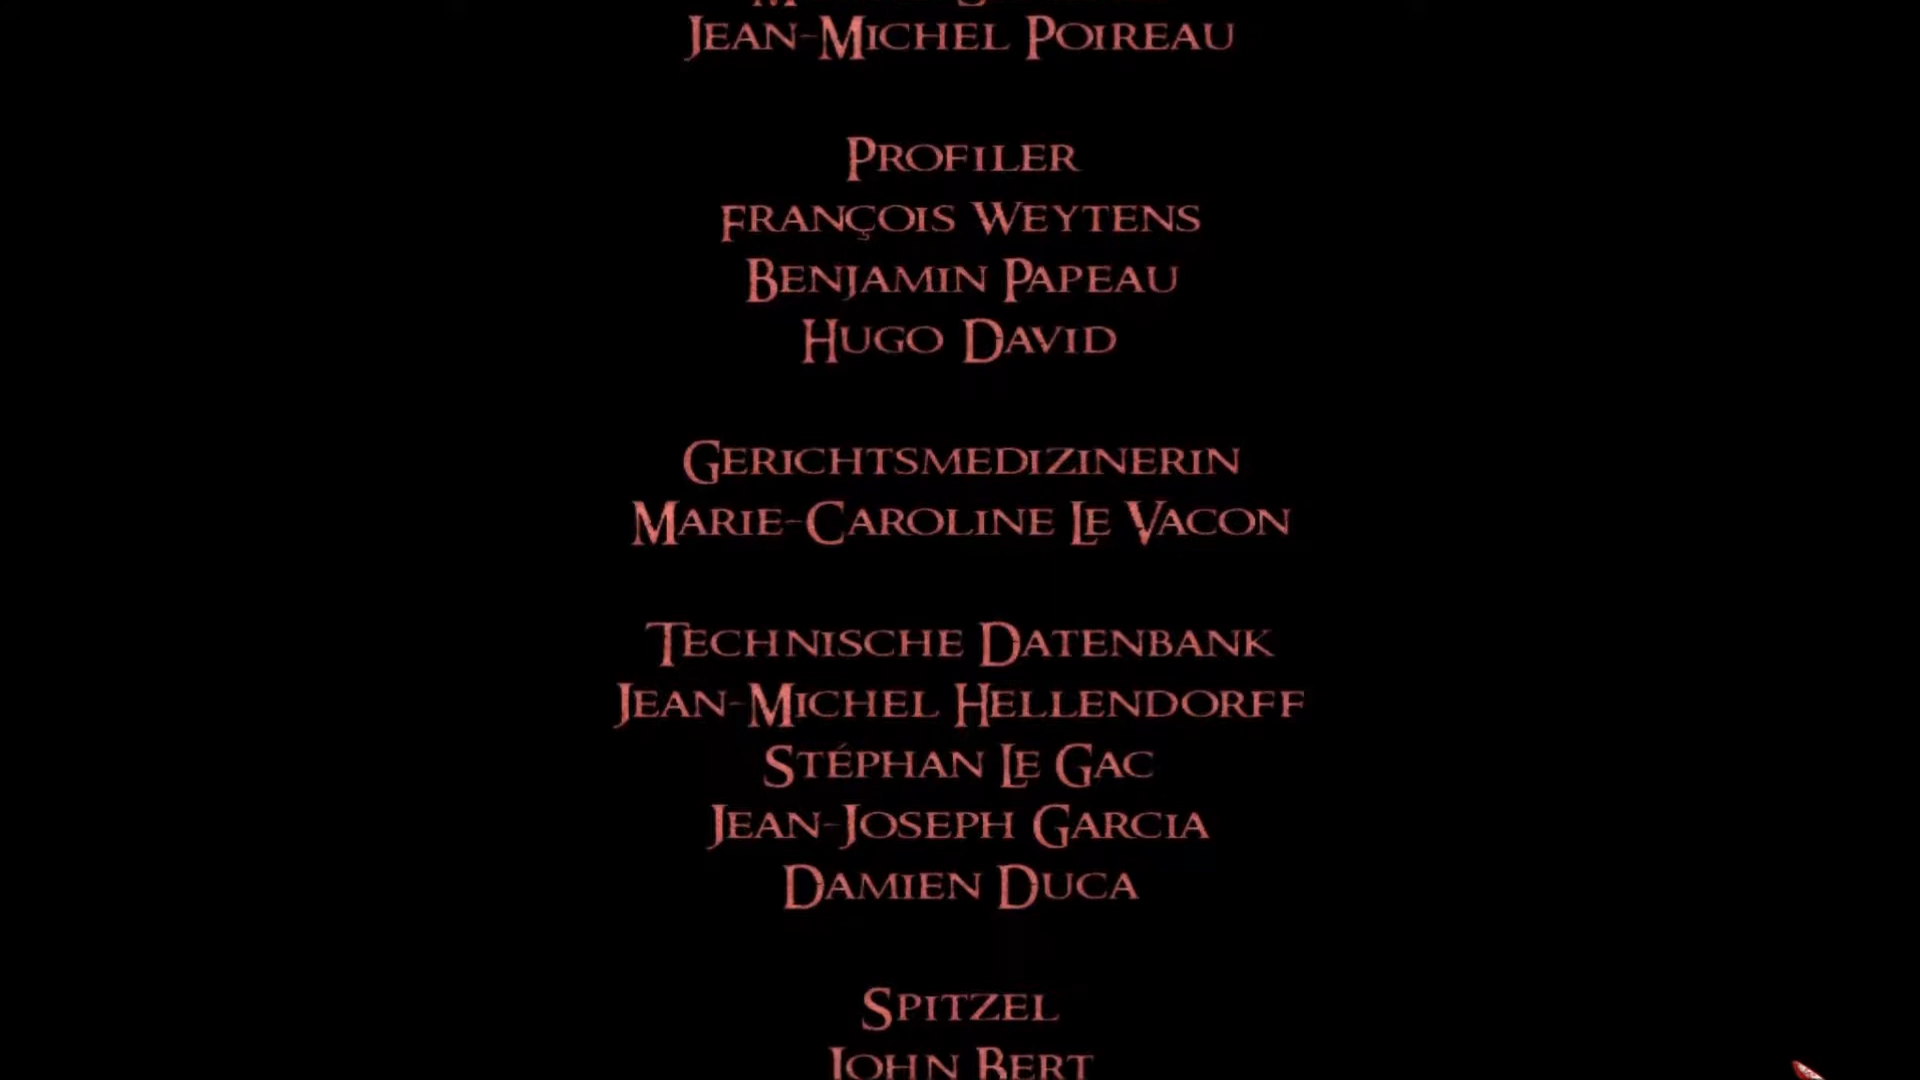 Jean-Michel Poireau
Profiler
François Weytens
Benjamin Papeau
Hugo David
Gerichtsmedizinerin
Marie-Caroline Le Vacon
Technische Datenbank
Jean-Michel Hellendorff
Stéphan Le Gac
Jean-Joseph Garcia
Damien Duca
Spitzel
John Bert